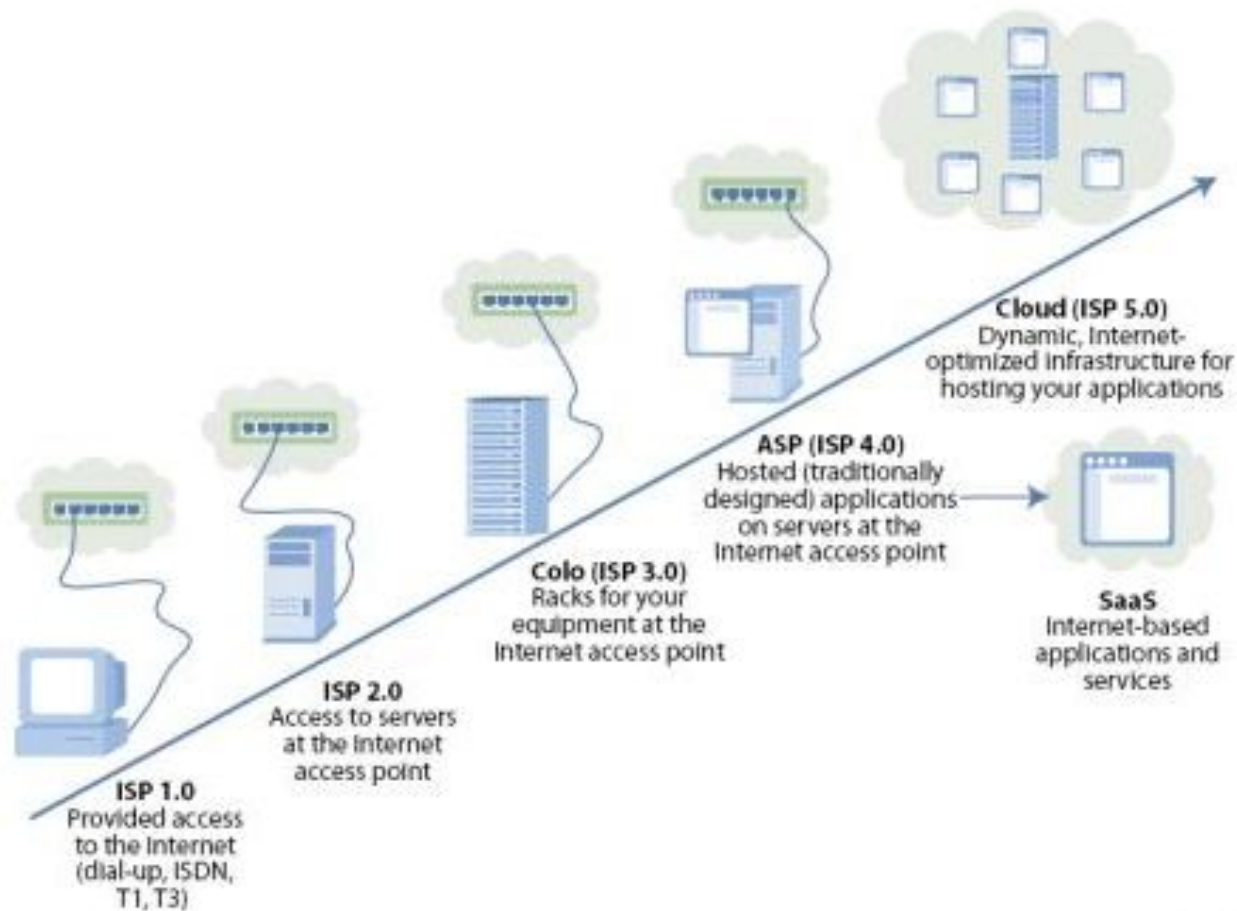 Cloud (ISP 5.0)
Dynamic, Internet-
optimized infrastructure for
hosting your applications
ASP (ISP 4.0)
Hosted (traditionally
designed) applications
on servers at the
Internet access point
SaaS
Internet-based
applications and
services
Colo (ISP 3.0)
Racks for your
equipment at the
Internet access point
ISP 2.0
Access to servers
at the Internet
access point
ISP 1.0
Provided access
to the Internet
(dial-up, ISDN,
T1, T3)